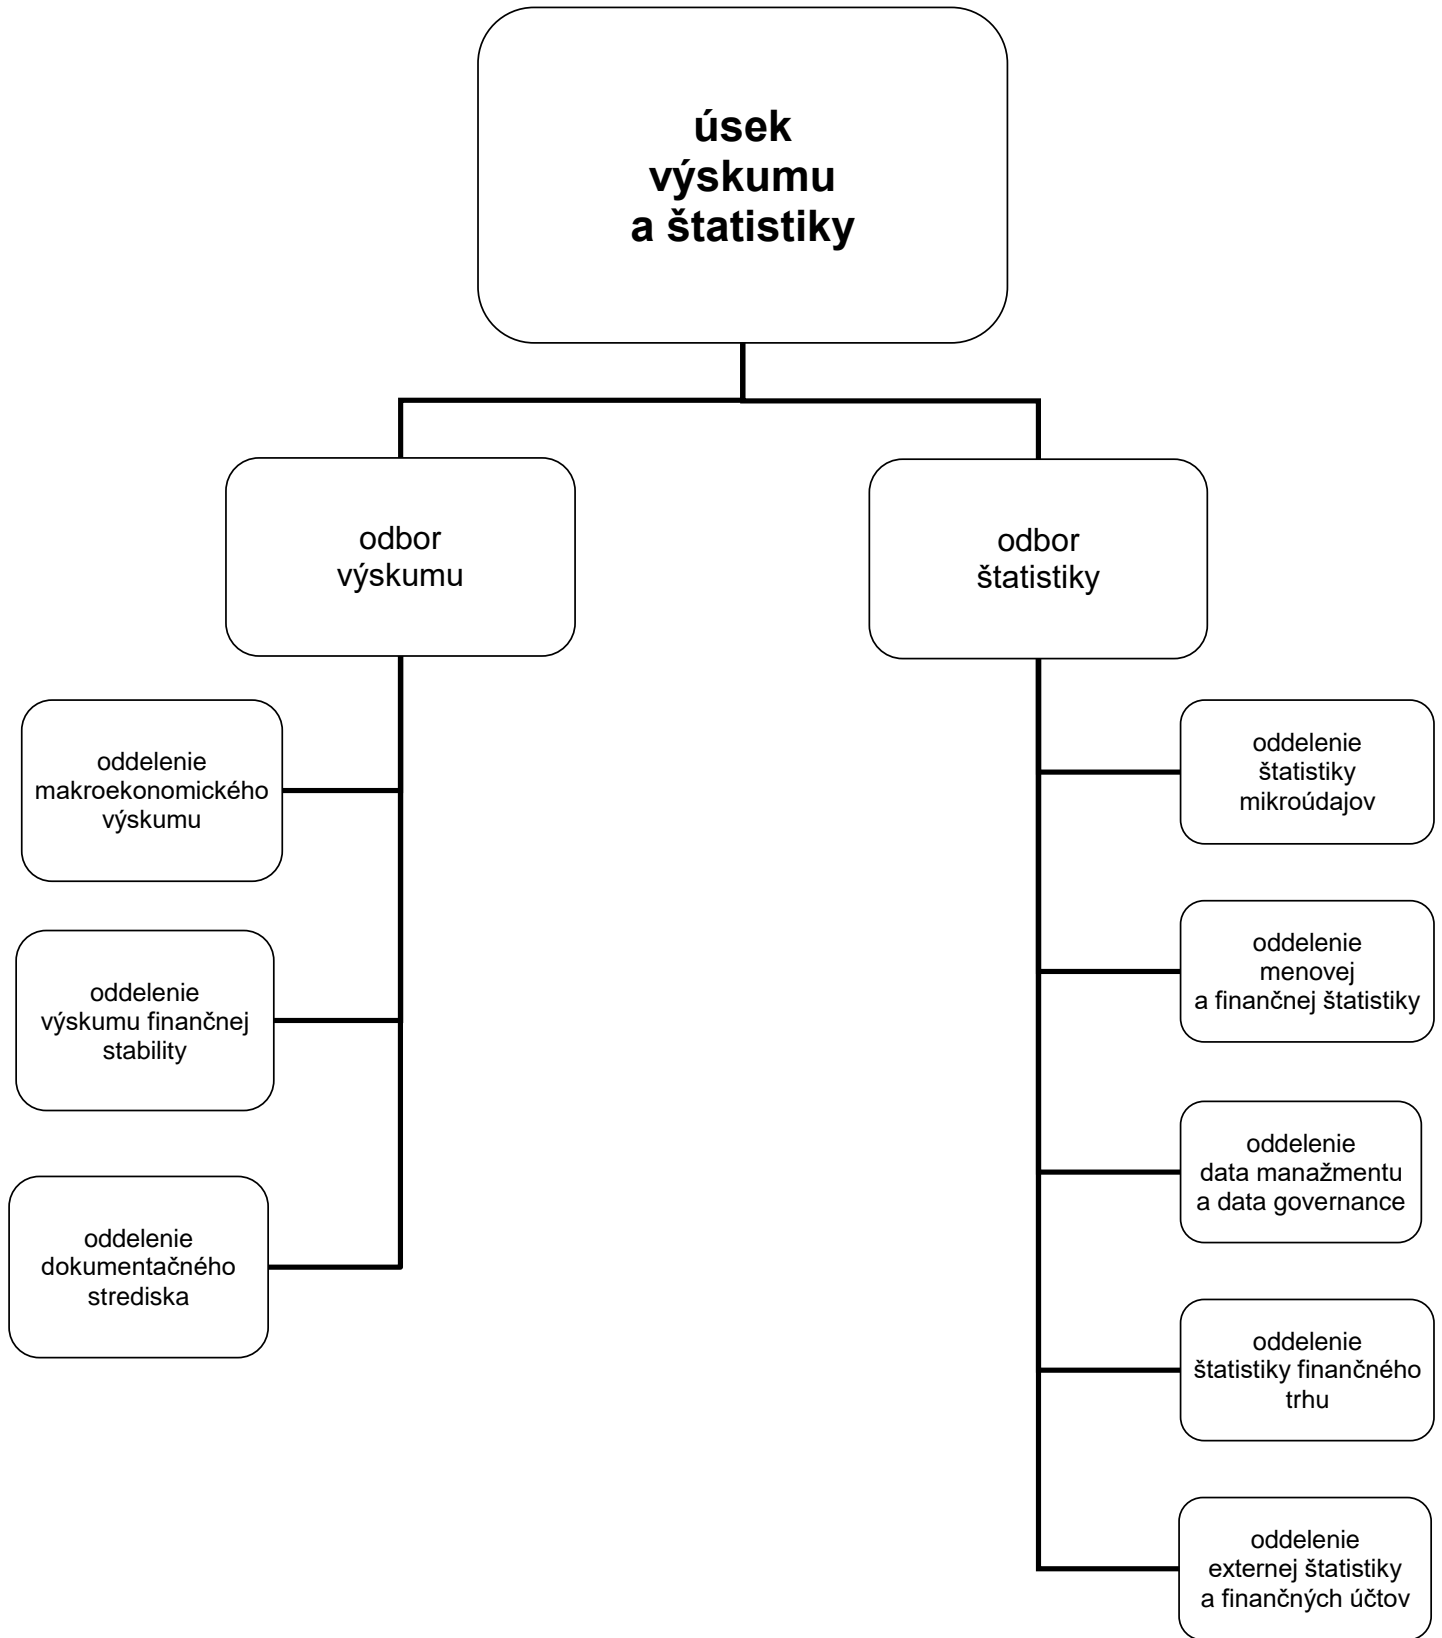 úsek
výskumu
a štatistiky
odbor
výskumu
odbor
štatistiky
oddelenie
makroekonomického
výskumu
oddelenie
výskumu finančnej
stability
oddelenie
dokumentačného
strediska
oddelenie
štatistiky
mikroúdajov
oddelenie
menovej
a finančnej štatistiky
oddelenie
data manažmentu
a data governance
oddelenie
štatistiky finančného
trhu
oddelenie
externej štatistiky
a finančných účtov